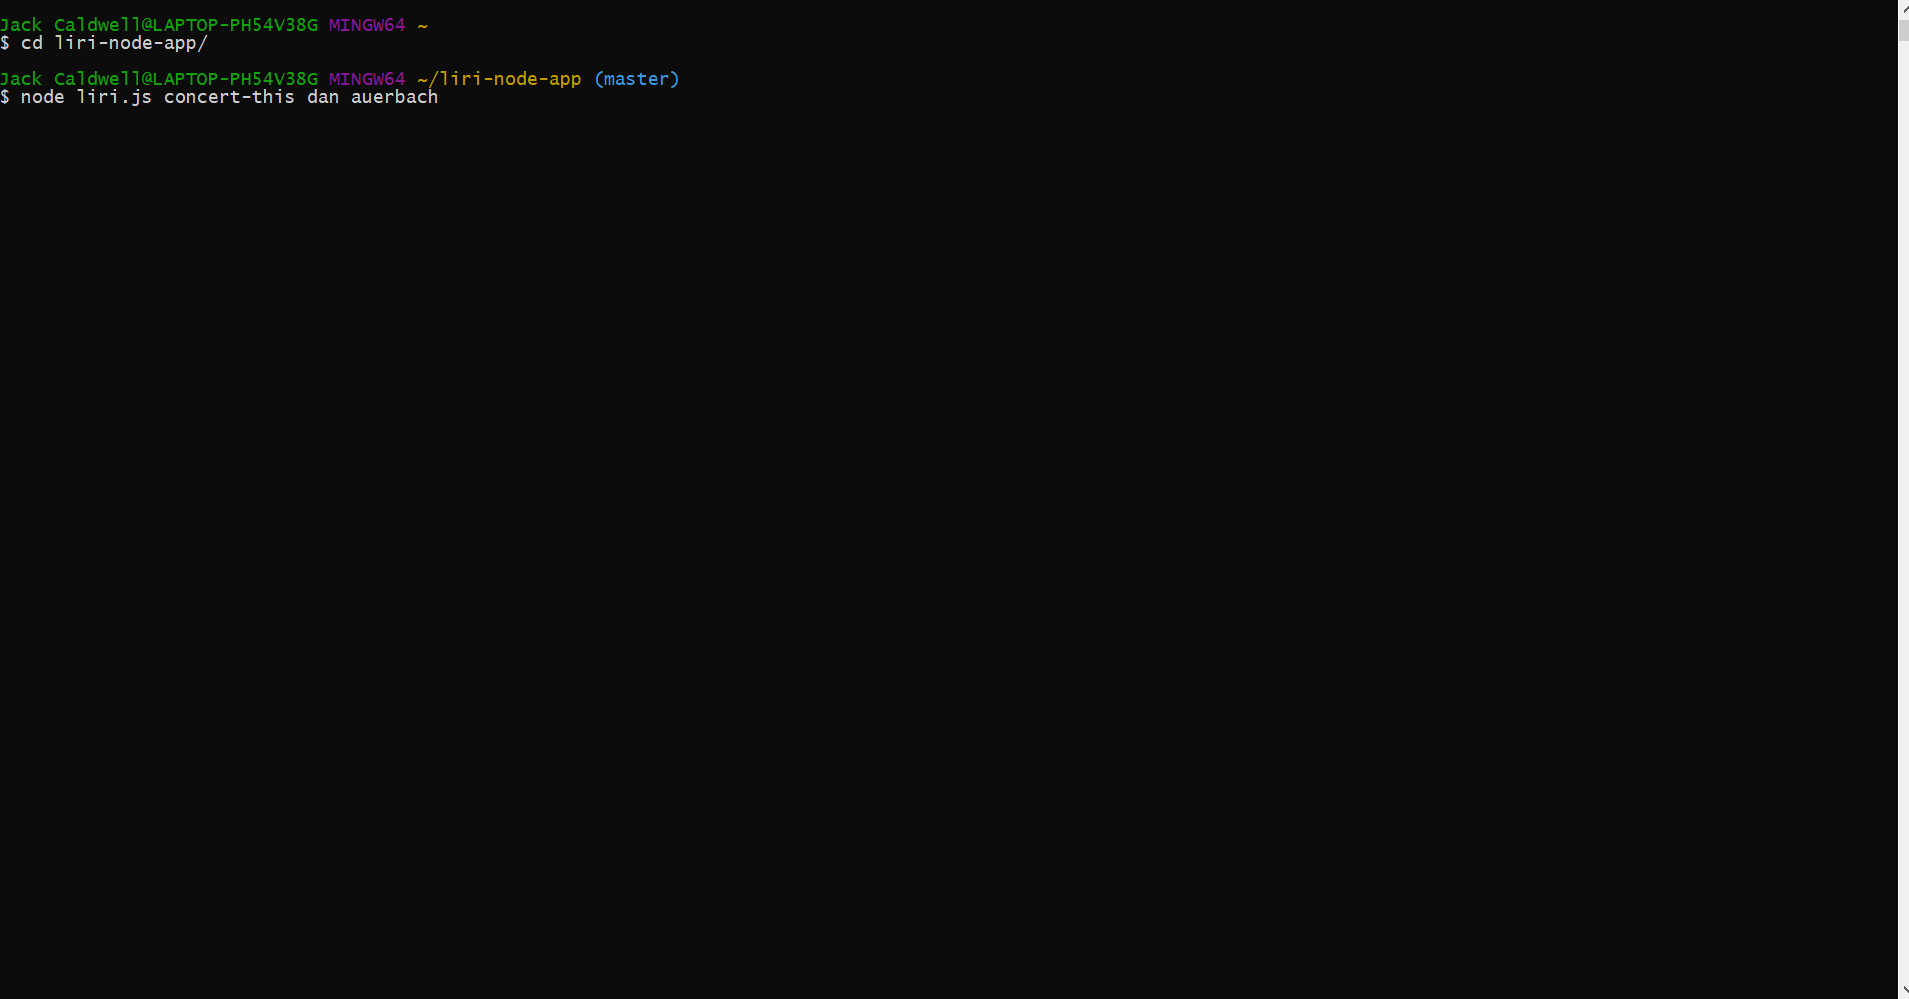 Jack Caldwell@LAPTOP-PH54V38G MINGW64 ~
$ cd liri-node-app/
Jack Caldwell@LAPTOP-PH54V38G MINGW64 ~/liri-node-app (master)
$ node liri.js concert-this dan auerbach